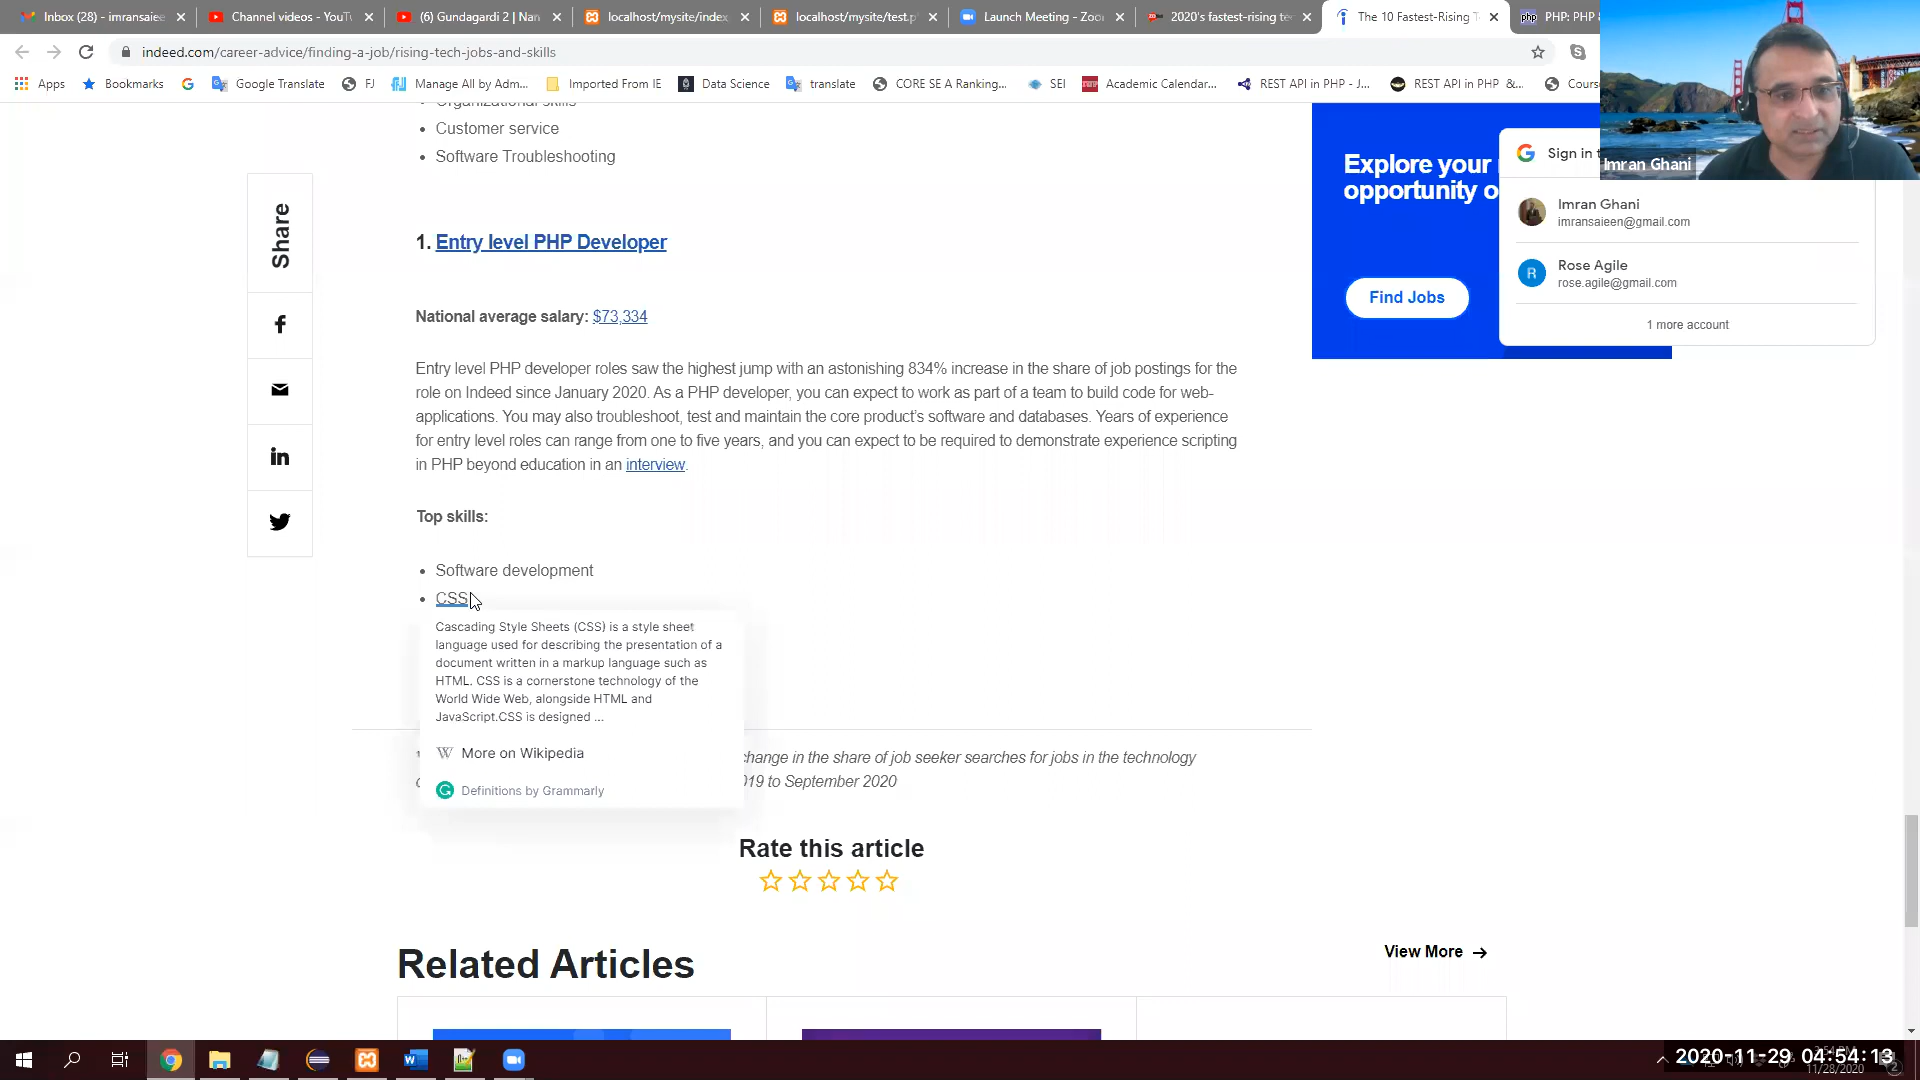 Inbox (28) - imransaiee
Channel videos - YouT
(6) Gundagardi 2 | Nar
localhost/mysite/index
localhost/mysite/test.p
Launch Meeting - Zoo
2020's fastest-rising te
The 10 Fastest-Rising T
PHP: PHP
indeed.com/career-advice/finding-a-job/rising-tech-jobs-and-skills
Apps
Bookmarks
Google Translate
FJ
Manage All by Adm...
Imported From IE
Data Science
translate
CORE SE A Ranking...
SEI
Academic Calendar...
REST API in PHP - J...
REST API in PHP &...
Cours
Imran Ghani
Organizational skills
• Customer service
• Software Troubleshooting
Share
1. Entry level PHP Developer
National average salary: $73,334
Entry level PHP developer roles saw the highest jump with an astonishing 834% increase in the share of job postings for the
role on Indeed since January 2020. As a PHP developer, you can expect to work as part of a team to build code for web-
applications. You may also troubleshoot, test and maintain the core product's software and databases. Years of experience
for entry level roles can range from one to five years, and you can expect to be required to demonstrate experience scripting
in PHP beyond education in an interview.
Top skills:
• Software development
• CSS
Cascading Style Sheets (CSS) is a style sheet
language used for describing the presentation of a
document written in a markup language such as
HTML. CSS is a cornerstone technology of the
World Wide Web, alongside HTML and
JavaScript.CSS is designed ...
More on Wikipedia
Definitions by Grammarly
change in the share of job seeker searches for jobs in the technology
019 to September 2020
Rate this article
Related Articles
View More →
Explore your
opportunity o
Find Jobs
Sign in t
Imran Ghani
imransaieen@gmail.com
R
Rose Agile
rose.agile@gmail.com
1 more account
2020-11-29 04:54:13
11/28/2020